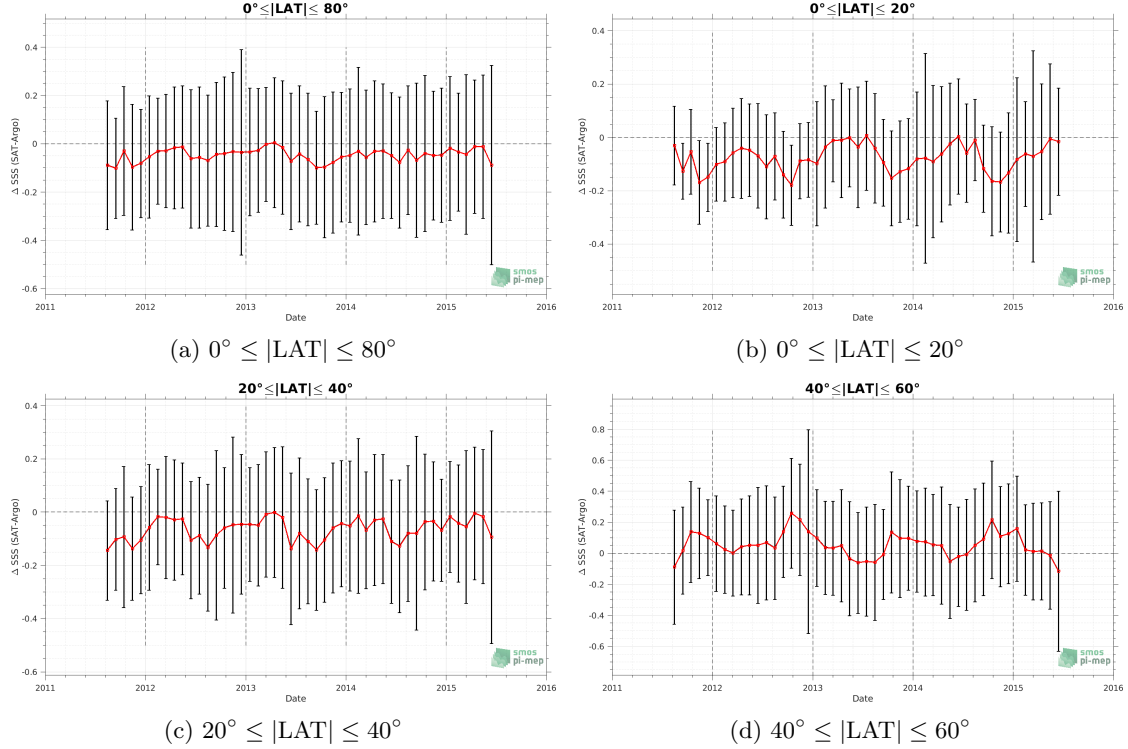 0°≤|LAT|≤ 80°
0.4
0.2
0
-0.2
-0.4
-0.6
Δ SSS (SAT-Argo)
2011 2012 2013 2014 2015 2016
Date
smos
pi-mep
(a) 0° ≤ |LAT| ≤ 80°
0°≤|LAT|≤ 20°
0.4
0.2
0
-0.2
-0.4
Δ SSS (SAT-Argo)
2011 2012 2013 2014 2015 2016
Date
smos
pi-mep
(b) 0° ≤ |LAT| ≤ 20°
20°≤|LAT|≤ 40°
0.4
0.2
0
-0.2
-0.4
-0.6
Δ SSS (SAT-Argo)
2011 2012 2013 2014 2015 2016
Date
smos
pi-mep
(c) 20° ≤ |LAT| ≤ 40°
40°≤|LAT|≤ 60°
0.8
0.6
0.4
0.2
0
-0.2
-0.4
-0.6
Δ SSS (SAT-Argo)
2011 2012 2013 2014 2015 2016
Date
smos
pi-mep
(d) 40° ≤ |LAT| ≤ 60°